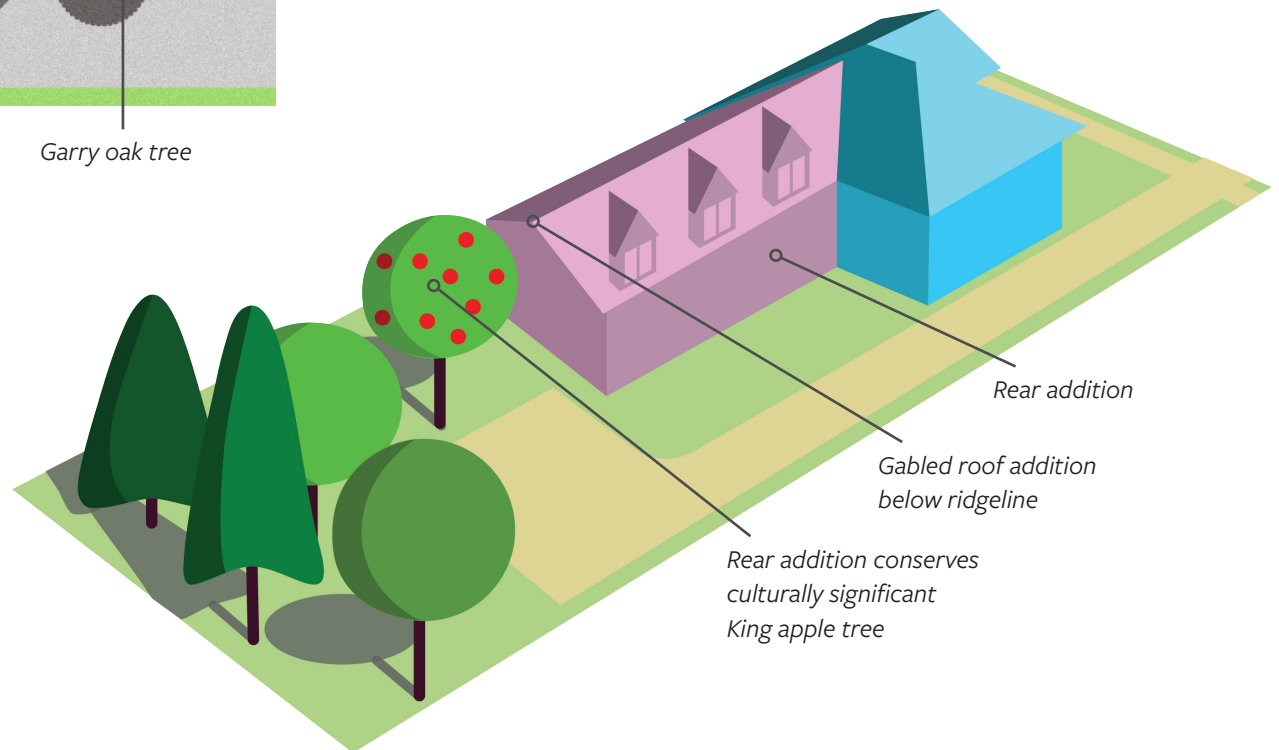 Garry oak tree
Rear addition
Gabled roof addition
below ridgeline
Rear addition conserves
culturally significant
King apple tree